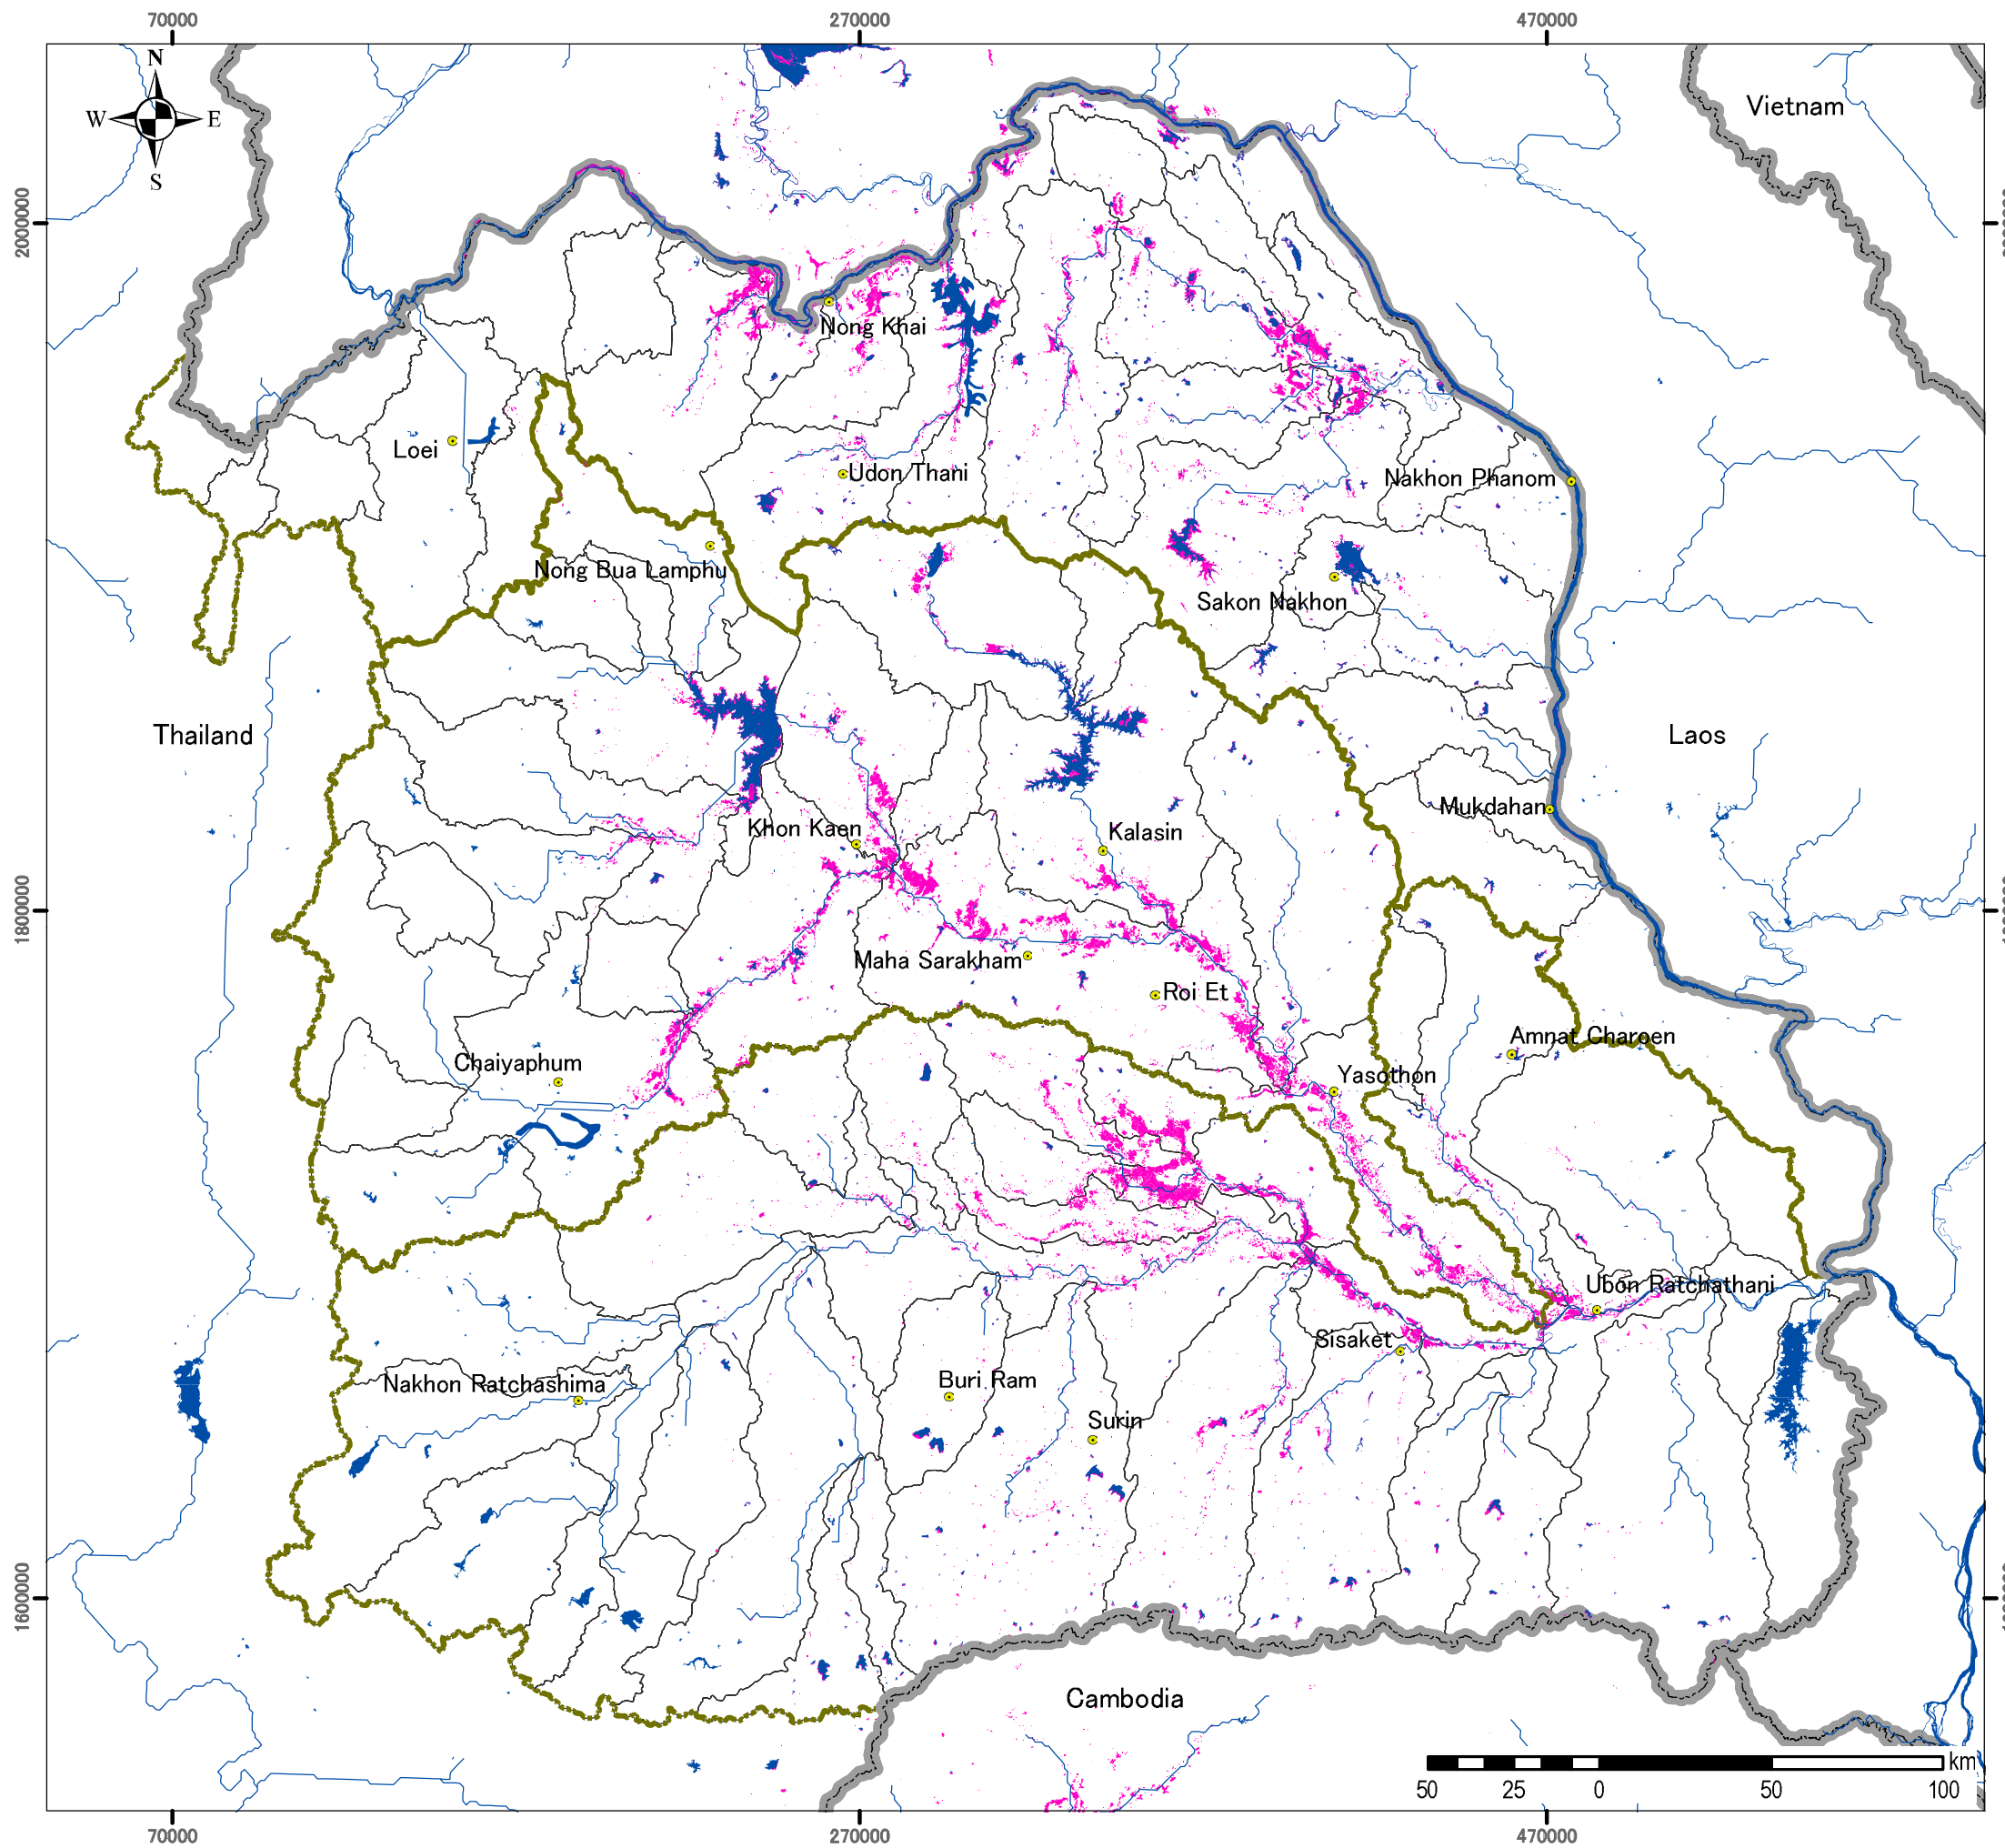 70000
270000
470000
N
W
E
S
Vietnam
2000000
Nong Khai
Loei
Udon Thani
Nakhon Phanom
Nong Bua Lamphu
Sakon Nakhon
Thailand
Laos
Mukdahan
Khon Kaen
Kalasin
1800000
Maha Sarakham
Roi Et
Amnat Charoen
Chaiyaphum
Yasothon
Ubon Ratchathani
Sisaket
Nakhon Ratchashima
Buri Ram
Surin
1600000
Cambodia
km
50
25
0
50
100
70000
270000
470000